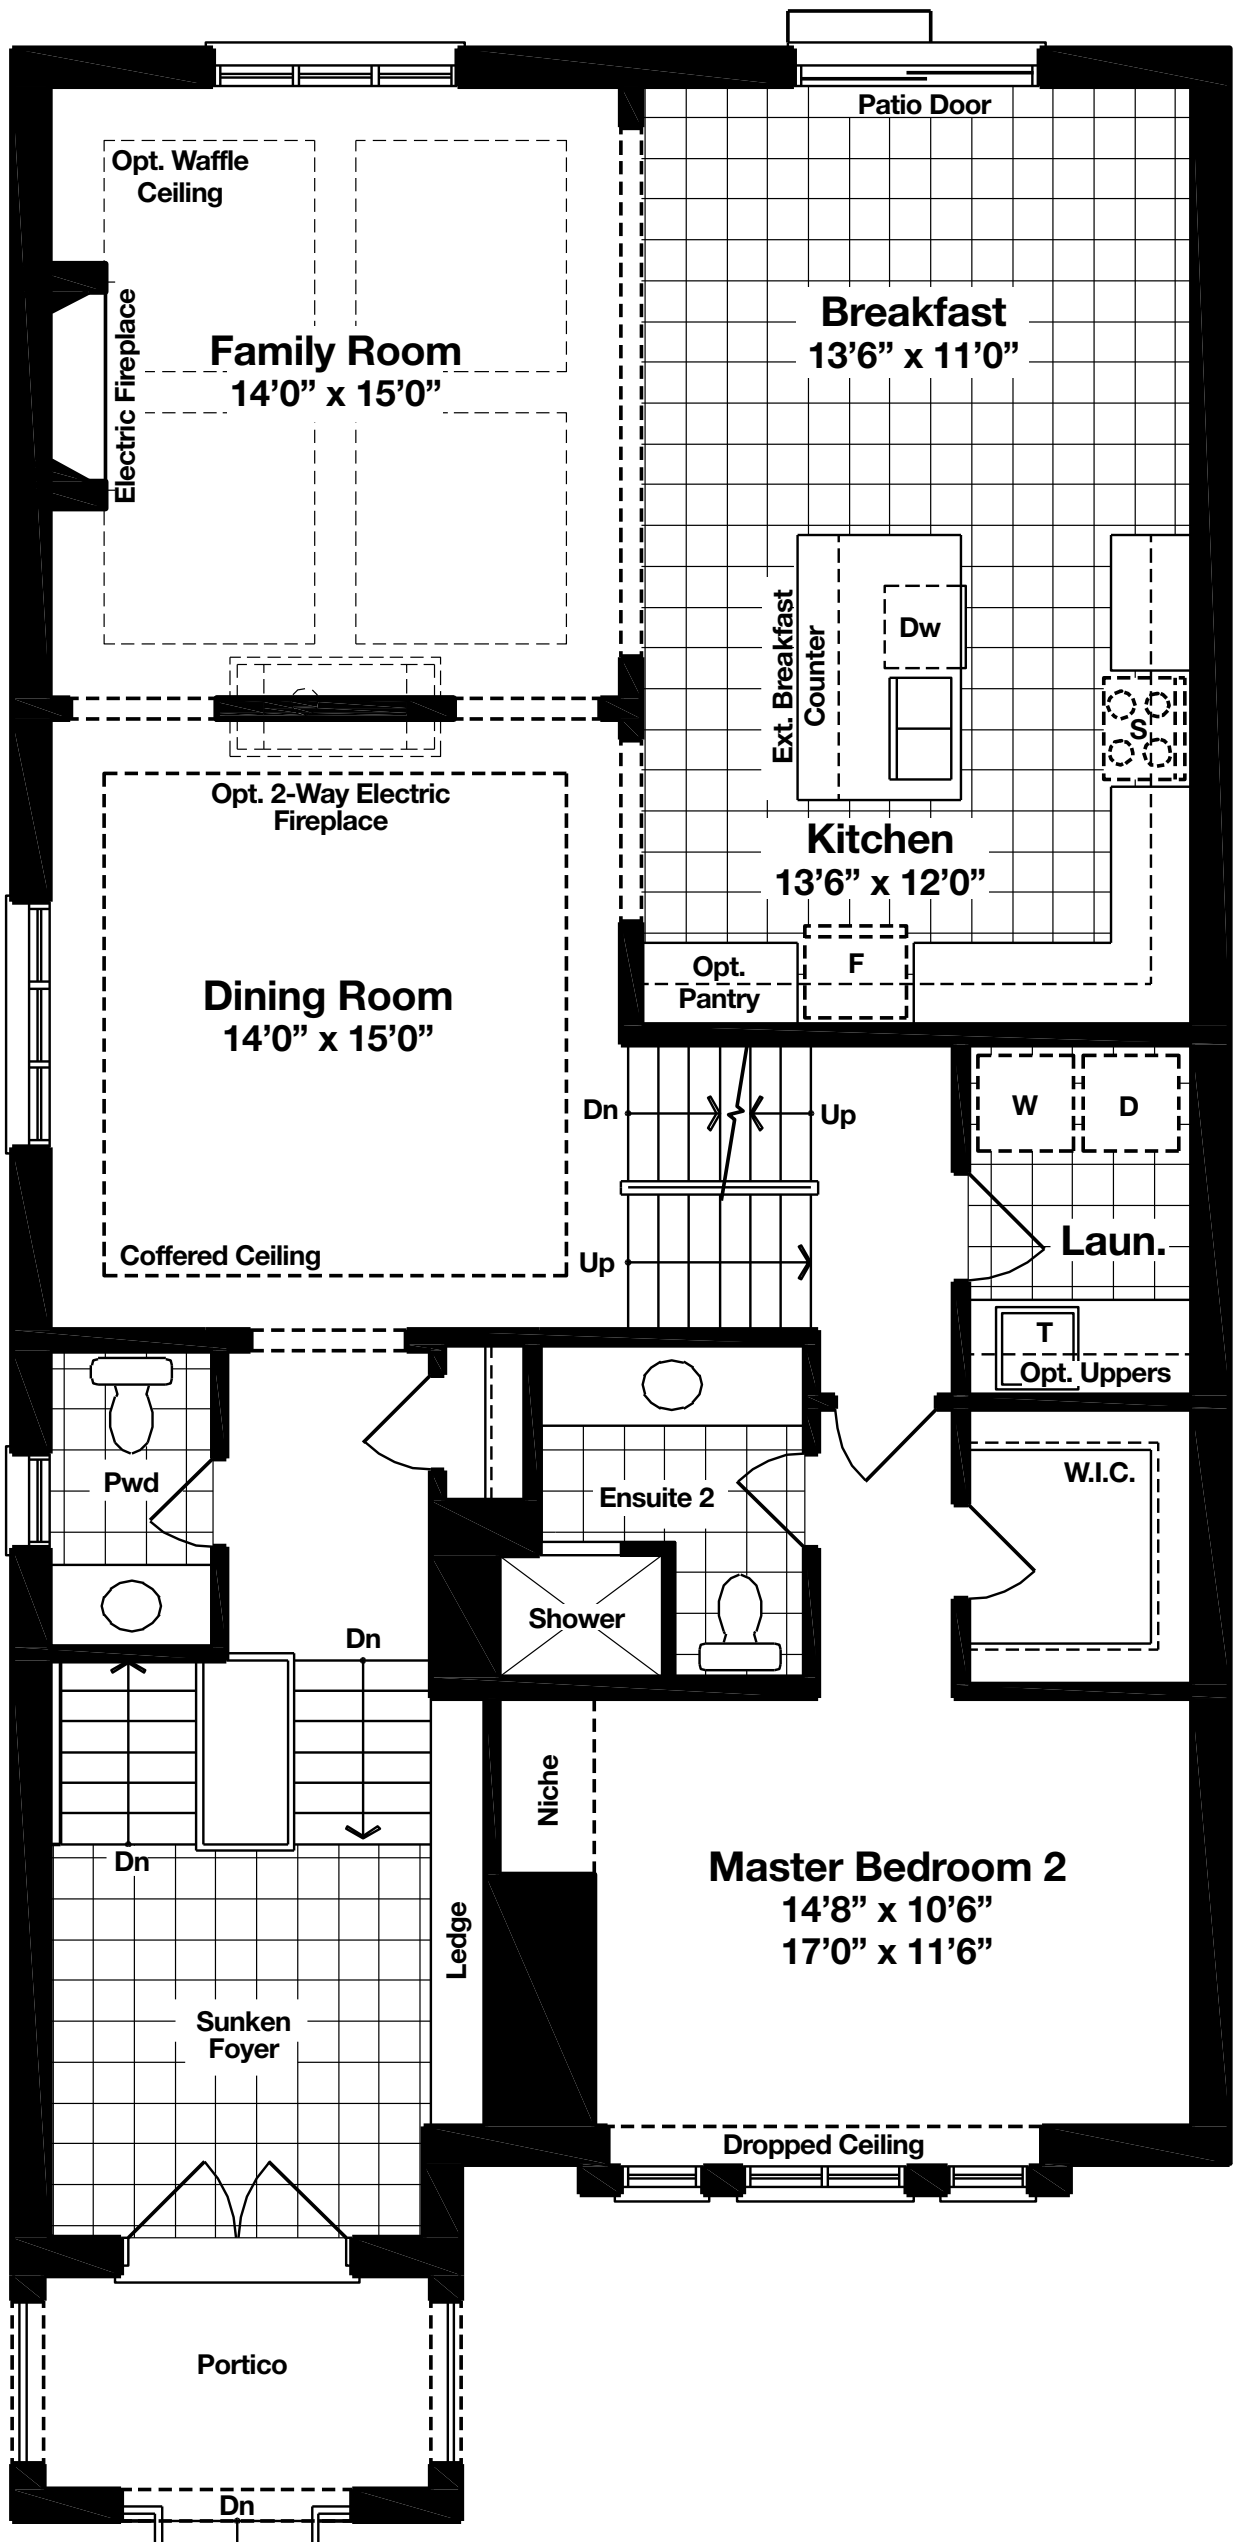 Patio Door
Opt. Waffle
Ceiling
Electric Fireplace
Family Room
14’0” x 15’0”
Breakfast
13’6” x 11’0”
Ext. Breakfast
Counter
Dw
S
Opt. 2-Way Electric
Fireplace
Kitchen
13’6” x 12’0”
Opt.
Pantry
F
Dining Room
14’0” x 15’0”
Coffered Ceiling
Dn
Up
Up
W
D
Laun.
T
Opt. Uppers
Pwd
Ensuite 2
W.I.C.
Shower
Dn
Dn
Niche
Ledge
Master Bedroom 2
14’8” x 10’6”
17’0” x 11’6”
Sunken
Foyer
Dropped Ceiling
Portico
Dn